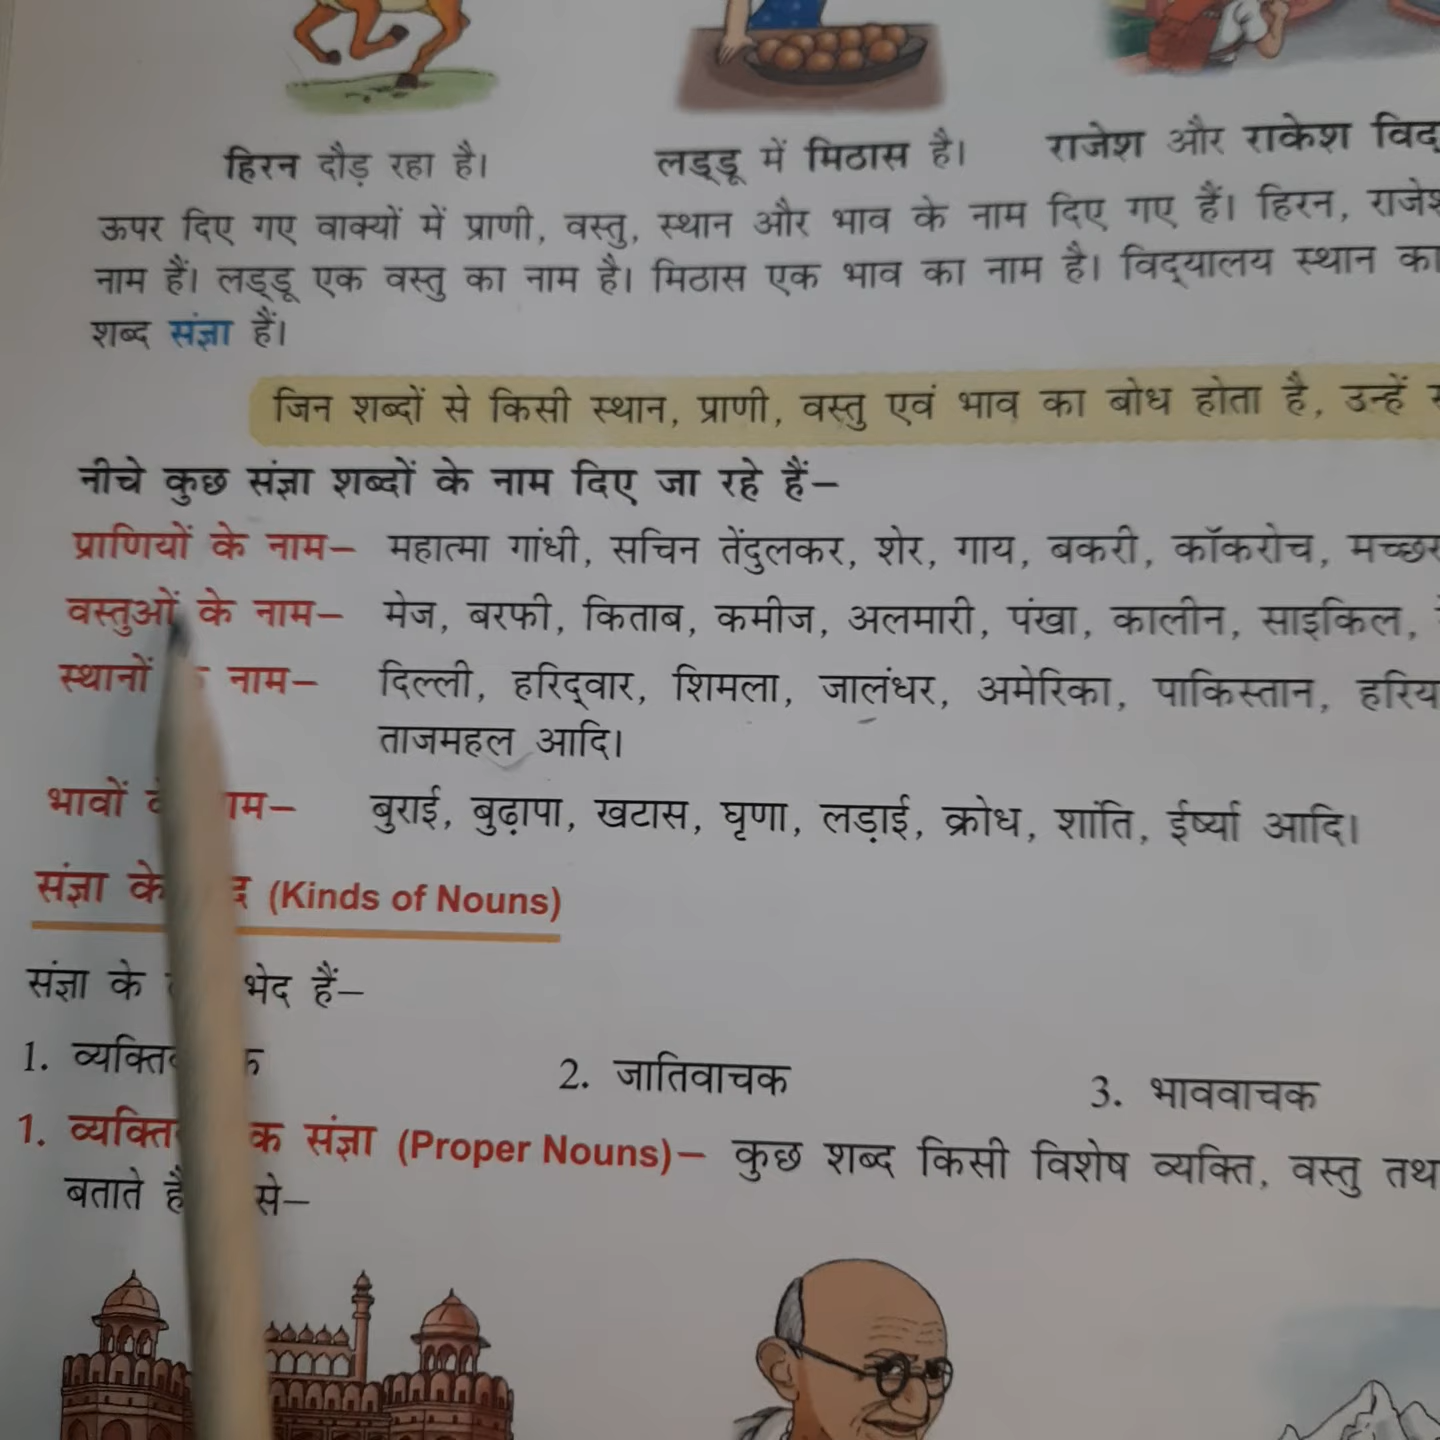 हिरन दौड़ रहा है। लड्डू में मिठास है। राजेश और राकेश
ऊपर दिए गए वाक्यों में प्राणी, वस्तु, स्थान और भाव के नाम दिए गए हैं। हिरन,
नाम हैं। लड्डू एक वस्तु का नाम है। मिठास एक भाव का नाम है। विद्यालय स्थान का
शब्द संज्ञा हैं।
जिन शब्दों से किसी स्थान, प्राणी, वस्तु एवं भाव का बोध होता है, उन्हें
नीचे कुछ संज्ञा शब्दों के नाम दिए जा रहे हैं–
प्राणियों के नाम– महात्मा गांधी, सचिन तेंदुलकर, शेर, गाय, बकरी, कॉकरोच,
वस्तुओं के नाम– मेज, बरफी, किताब, कमीज, अलमारी, पंखा, कालीन, साइकिल,
स्थानों नाम– दिल्ली, हरिद्वार, शिमला, जालंधर, अमेरिका, पाकिस्तान,
ताजमहल आदि।
भावों बुराई, बुढ़ापा, खटास, घृणा, लड़ाई, क्रोध, शांति, ईर्ष्या आदि।
संज्ञा के (Kinds of Nouns)
संज्ञा के भेद हैं–
1. 2. जातिवाचक 3. भाववाचक
1. संज्ञा (Proper Nouns)– कुछ शब्द किसी विशेष व्यक्ति, वस्तु
बताते